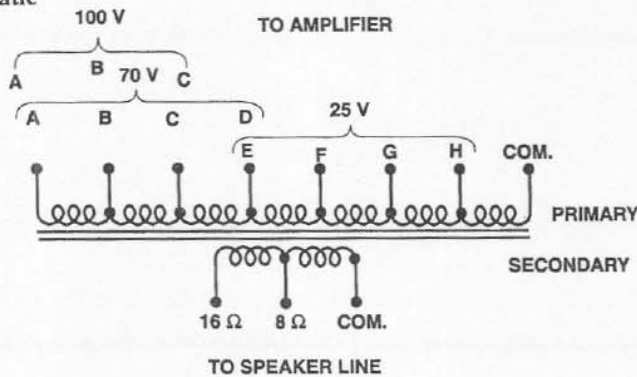 100 V
TO AMPLIFIER
A B C
70 V
A B C D
25 V
E F G H COM.
PRIMARY
SECONDARY
16 Ω 8 Ω COM.
TO SPEAKER LINE